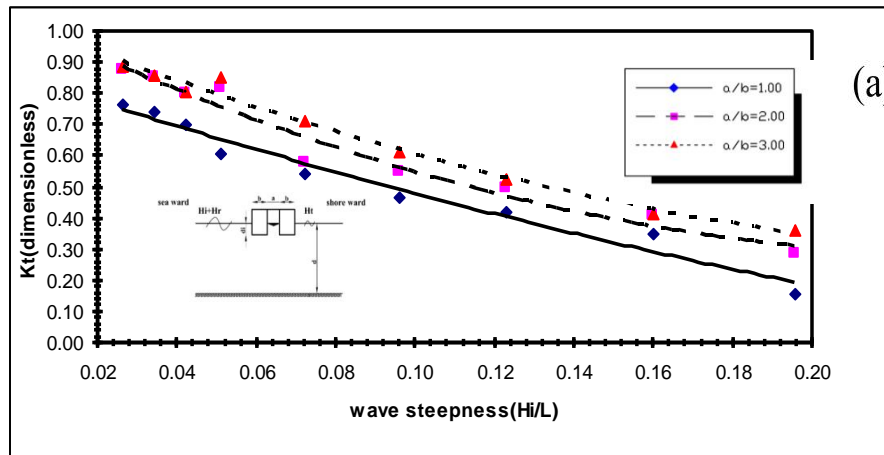 1.00
0.90
0.80
0.70
0.60
0.50
0.40
0.30
0.20
0.10
0.00
Kt(dimensionless)
a/b=1.00
a/b=2.00
a/b=3.00
(a)
b a b
sea ward shore ward
Hi+Hr Ht
di
d
0.02 0.04 0.06 0.08 0.10 0.12 0.14 0.16 0.18 0.20
wave steepness(Hi/L)